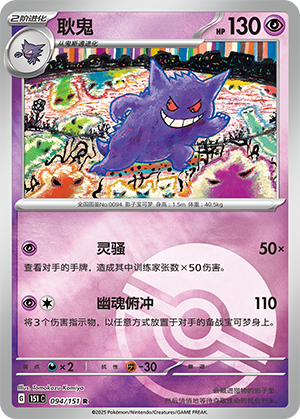 2阶进化
耿鬼
HP 130
从鬼斯通进化
全国图鉴No.0094 影子宝可梦 身高：1.5m 体重：40.5kg
灵骚 50×
查看对手的手牌，造成其中训练家张数×50伤害。
幽魂俯冲 110
将3个伤害指示物，以任意方式放置于对手的备战宝可梦身上。
Illus. Tomokazu Komiya
弱点 ×2 抗性 -30 撤退
G 151 C 094/151 R
©2025 Pokémon/Nintendo/Creatures/GAME FREAK.